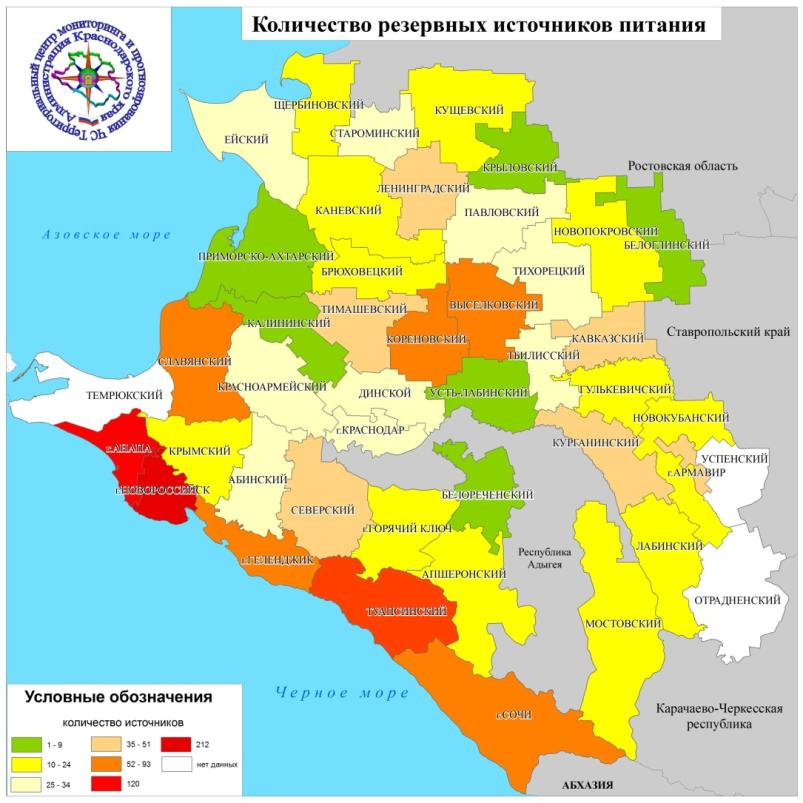 Количество резервных источников питания
Территориальный центр мониторинга и прогнозирования ЧС
Администрация Краснодарского края
ЩЕРБИНОВСКИЙ
КУЩЕВСКИЙ
ЕЙСКИЙ
СТАРОМИНСКИЙ
КРЫЛОВСКИЙ
Ростовская область
ЛЕНИНГРАДСКИЙ
КАНЕВСКИЙ
ПАВЛОВСКИЙ
НОВОПОКРОВСКИЙ
Азовское море
БЕЛОГЛИНСКИЙ
ПРИМОРСКО-АХТАРСКИЙ
БРЮХОВЕЦКИЙ
ТИХОРЕЦКИЙ
ТИМАШЕВСКИЙ
ВЫСЕЛКОВСКИЙ
КАЛИНИНСКИЙ
КОРЕНОВСКИЙ
КАВКАЗСКИЙ
Ставропольский край
СЛАВЯНСКИЙ
ТБИЛИССКИЙ
ТЕМРЮКСКИЙ
КРАСНОАРМЕЙСКИЙ
ДИНСКОЙ
УСТЬ-ЛАБИНСКИЙ
ГУЛЬКЕВИЧСКИЙ
НОВОКУБАНСКИЙ
г.КРАСНОДАР
г.АНАПА
КРЫМСКИЙ
КУРГАНИНСКИЙ
УСПЕНСКИЙ
г.АРМАВИР
г.НОВОРОССИЙСК
АБИНСКИЙ
БЕЛОРЕЧЕНСКИЙ
СЕВЕРСКИЙ
г.ГОРЯЧИЙ КЛЮЧ
ЛАБИНСКИЙ
Республика
Адыгея
г.ГЕЛЕНДЖИК
АПШЕРОНСКИЙ
ОТРАДНЕНСКИЙ
ТУАПСИНСКИЙ
МОСТОВСКИЙ
Черное море
Карачаево-Черкесская
республика
г.СОЧИ
АБХАЗИЯ
Условные обозначения
количество источников
1 - 9
35 - 51
212
10 - 24
52 - 93
нет данных
25 - 34
120